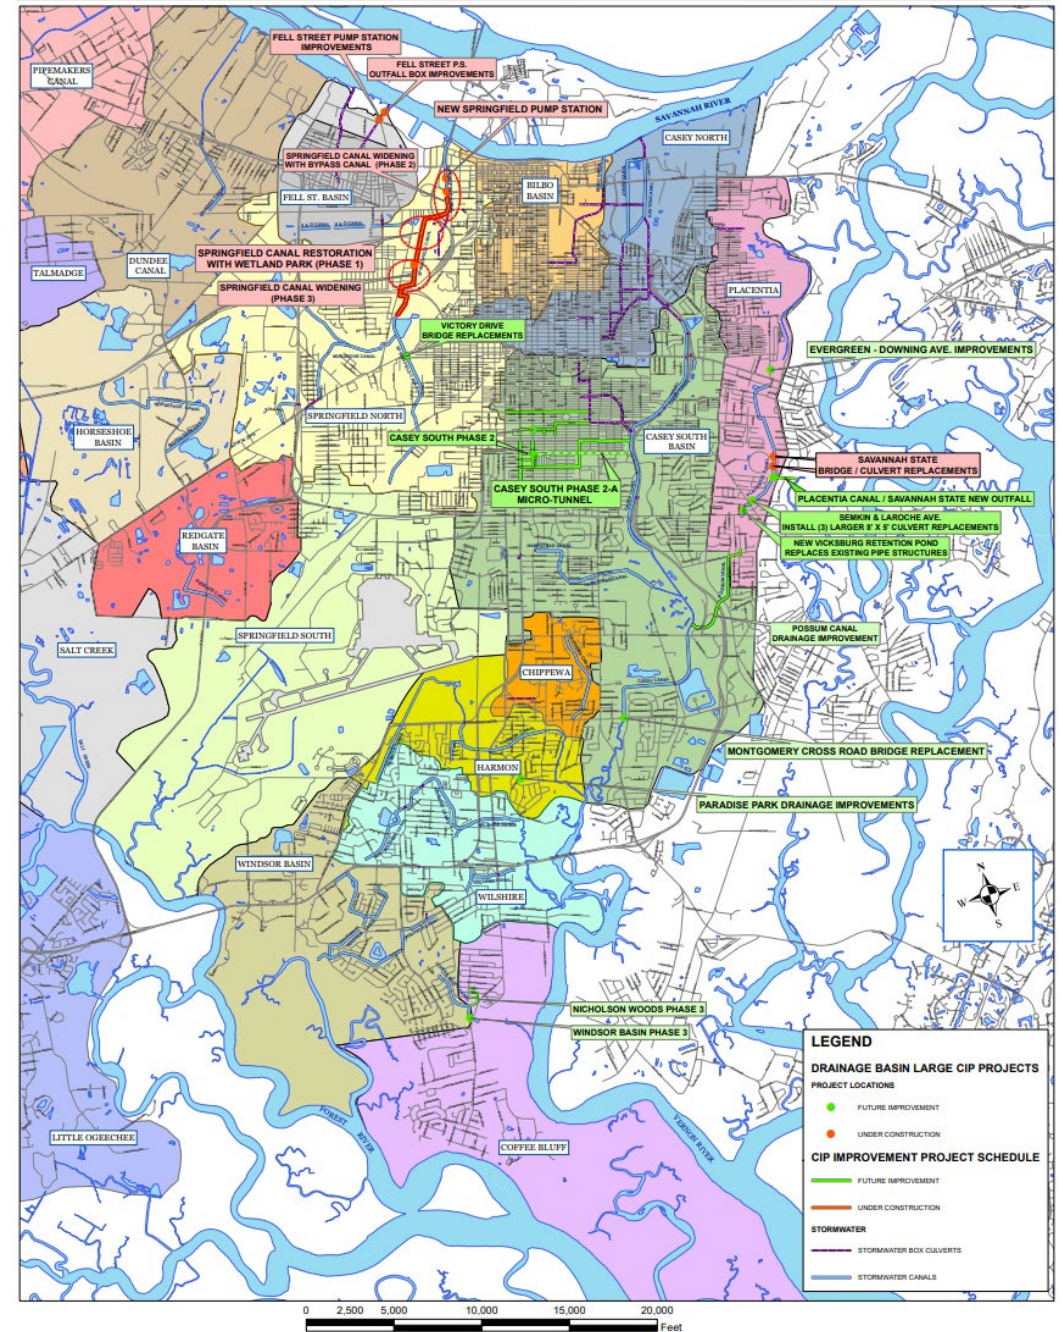 FELL STREET PUMP STATION
IMPROVEMENTS
FELL STREET P.S.
OUTFALL BOX IMPROVEMENTS
PIPEMAKERS
CANAL
NEW SPRINGFIELD PUMP STATION
SAVANNAH RIVER
CASEY NORTH
SPRINGFIELD CANAL WIDENING
WITH BYPASS CANAL (PHASE 2)
BILBO
BASIN
FELL ST. BASIN
SPRINGFIELD CANAL RESTORATION
WITH WETLAND PARK (PHASE 1)
DUNDEE
CANAL
TALMADGE
SPRINGFIELD CANAL WIDENING
(PHASE 3)
PLACENTIA
VICTORY DRIVE
BRIDGE REPLACEMENTS
EVERGREEN - DOWNING AVE. IMPROVEMENTS
SPRINGFIELD NORTH
HORSESHOE
BASIN
CASEY SOUTH PHASE 2
CASEY SOUTH
BASIN
SAVANNAH STATE
BRIDGE / CULVERT REPLACEMENTS
CASEY SOUTH PHASE 2-A
MICRO-TUNNEL
PLACENTIA CANAL / SAVANNAH STATE NEW OUTFALL
SEMKIN & LAROCHE AVE.
INSTALL (3) LARGER 8' X 5' CULVERT REPLACEMENTS
REDGATE
BASIN
NEW VICKSBURG RETENTION POND
REPLACES EXISTING PIPE STRUCTURES
SPRINGFIELD SOUTH
POSSUM CANAL
DRAINAGE IMPROVEMENT
SALT CREEK
CHIPPEWA
MONTGOMERY CROSS ROAD BRIDGE REPLACEMENT
HARMON
PARADISE PARK DRAINAGE IMPROVEMENTS
WINDSOR BASIN
WILSHIRE
N
E
W
S
NICHOLSON WOODS PHASE 3
WINDSOR BASIN PHASE 3
FOREST RIVER
VERNON RIVER
LITTLE OGEECHEE
COFFEE BLUFF
LEGEND
DRAINAGE BASIN LARGE CIP PROJECTS
PROJECT LOCATIONS
FUTURE IMPROVEMENT
UNDER CONSTRUCTION
CIP IMPROVEMENT PROJECT SCHEDULE
FUTURE IMPROVEMENT
UNDER CONSTRUCTION
STORMWATER
STORMWATER BOX CULVERTS
STORMWATER CANALS
0 2,500 5,000 10,000 15,000 20,000
Feet